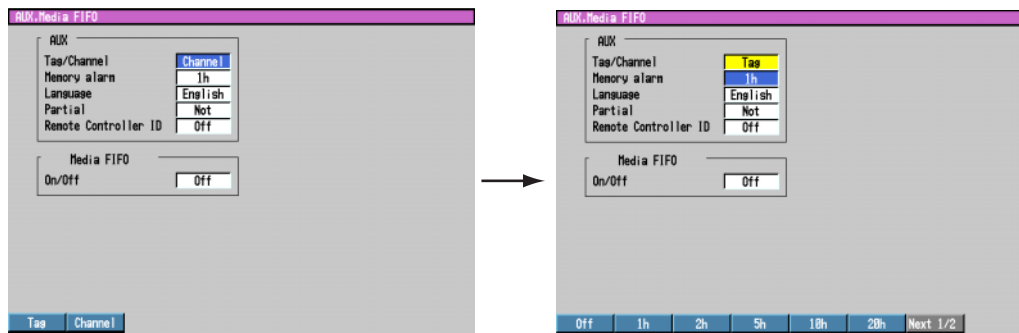 AUX.Media FIFO
AUX
Tag/Channel Channel
Memory alarm 1h
Language English
Partial Not
Remote Controller ID Off
Media FIFO
On/Off Off
Tag Channel
AUX.Media FIFO
AUX
Tag/Channel Tag
Memory alarm 1h
Language English
Partial Not
Remote Controller ID Off
Media FIFO
On/Off Off
Off 1h 2h 5h 10h 20h Next 1/2